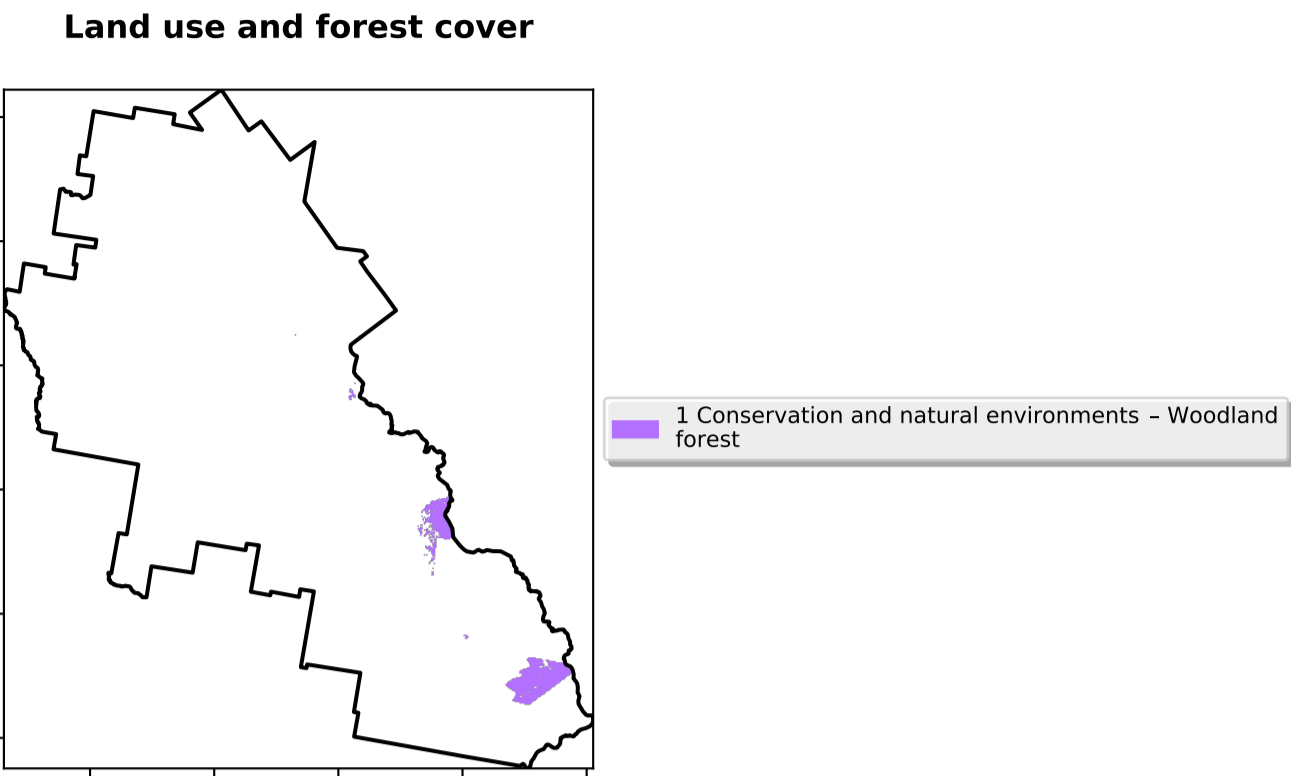 Land use and forest cover
1 Conservation and natural environments – Woodland
forest